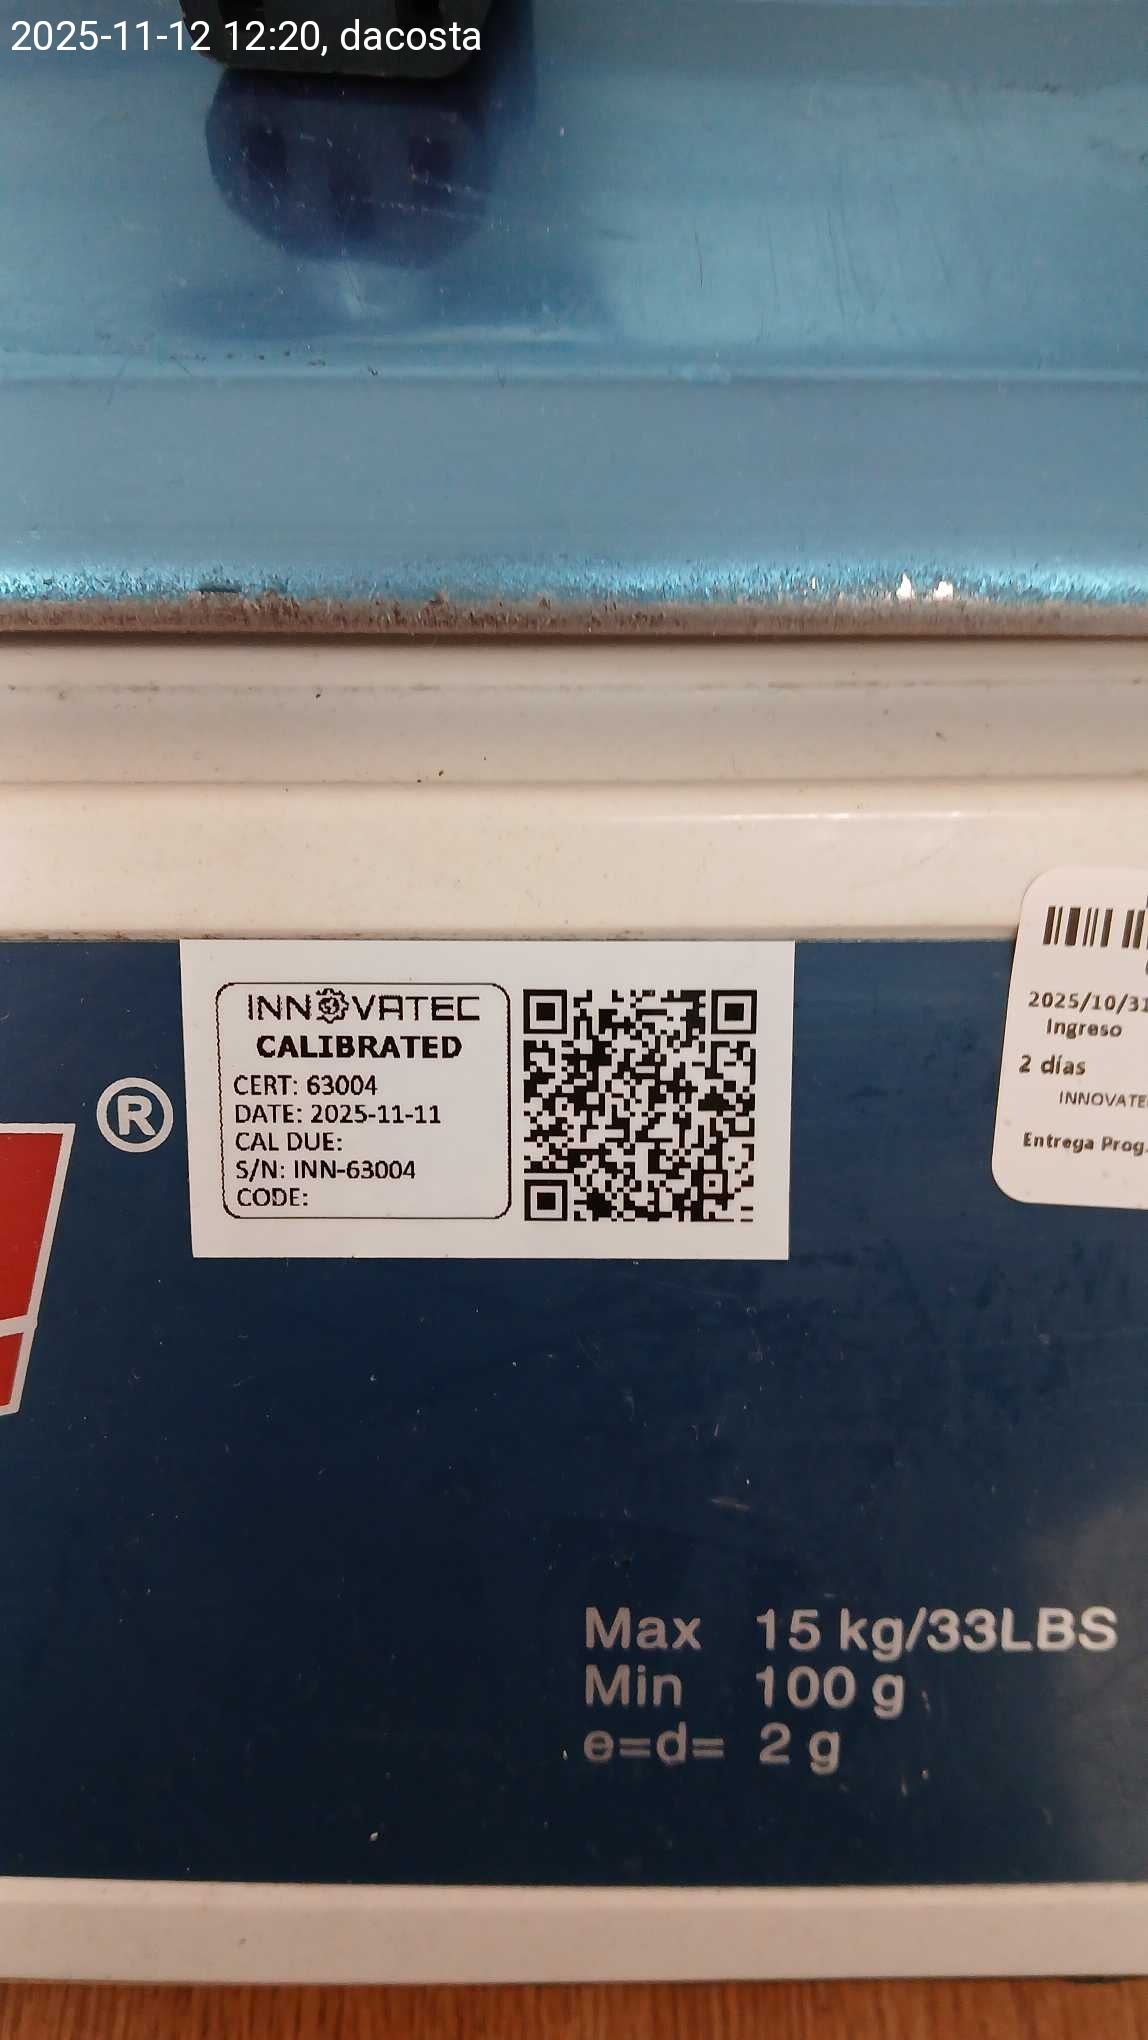 2025-11-12 12:20, dacosta
INNOVATEC
CALIBRATED
CERT: 63004
DATE: 2025-11-11
CAL DUE:
S/N: INN-63004
CODE:
®
2025/10/31
Ingreso
2 días
INNOVATE
Entrega Prog.
Max 15 kg/33LBS
Min 100 g
e=d= 2 g